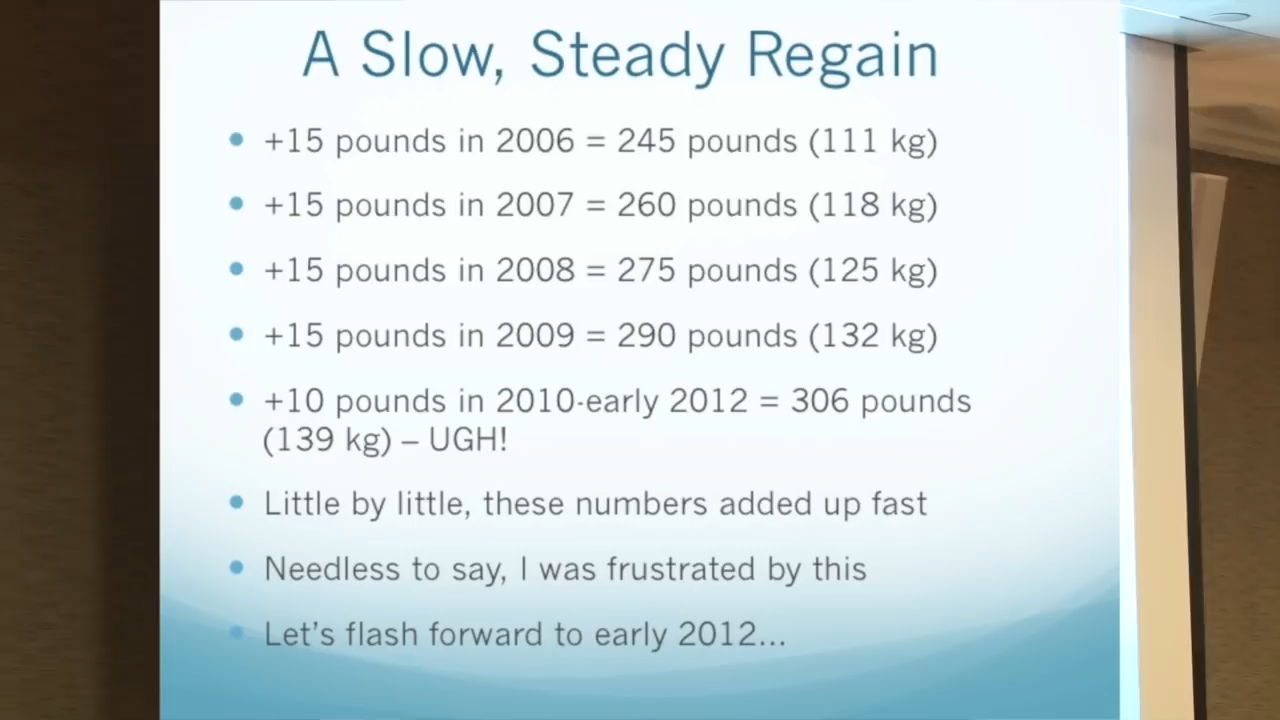 A Slow, Steady Regain
• +15 pounds in 2006 = 245 pounds (111 kg)
• +15 pounds in 2007 = 260 pounds (118 kg)
• +15 pounds in 2008 = 275 pounds (125 kg)
• +15 pounds in 2009 = 290 pounds (132 kg)
• +10 pounds in 2010-early 2012 = 306 pounds
(139 kg) – UGH!
• Little by little, these numbers added up fast
• Needless to say, I was frustrated by this
• Let’s flash forward to early 2012...